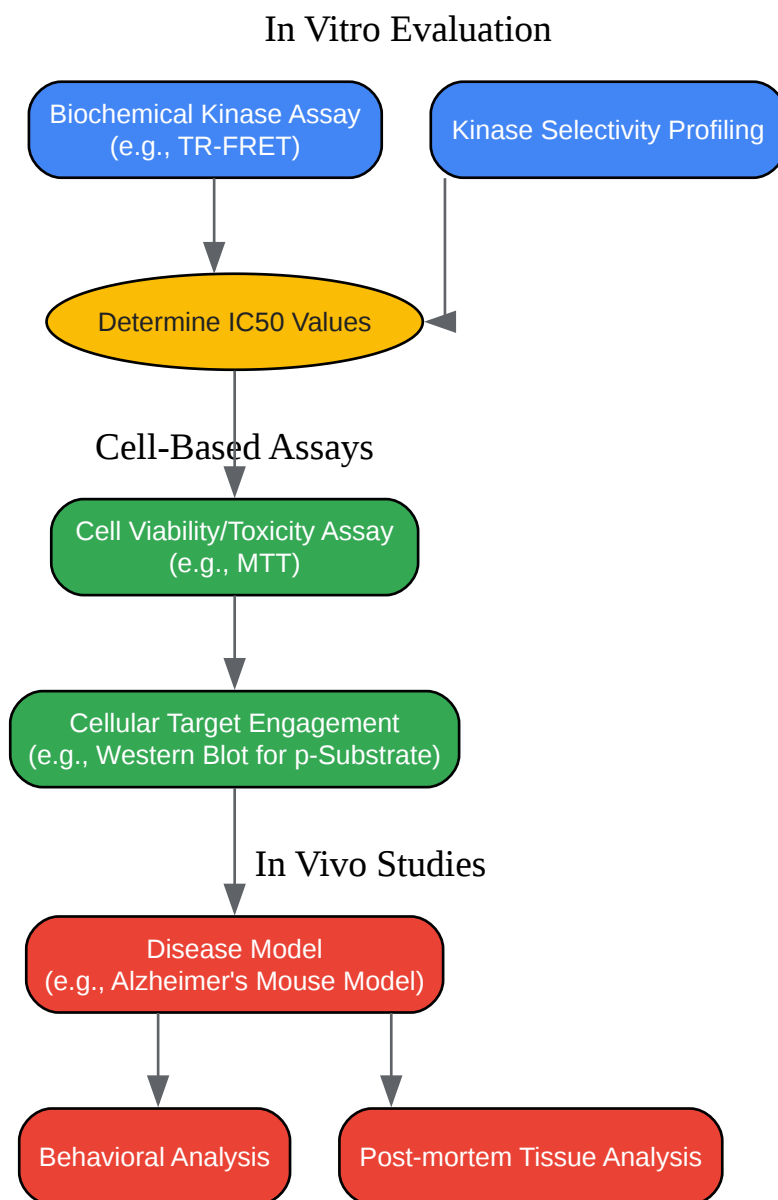 In Vitro Evaluation
Biochemical Kinase Assay
(e.g., TR-FRET)
Kinase Selectivity Profiling
Determine IC50 Values
Cell-Based Assays
Cell Viability/Toxicity Assay
(e.g., MTT)
Cellular Target Engagement
(e.g., Western Blot for p-Substrate)
In Vivo Studies
Disease Model
(e.g., Alzheimer's Mouse Model)
Behavioral Analysis
Post-mortem Tissue Analysis